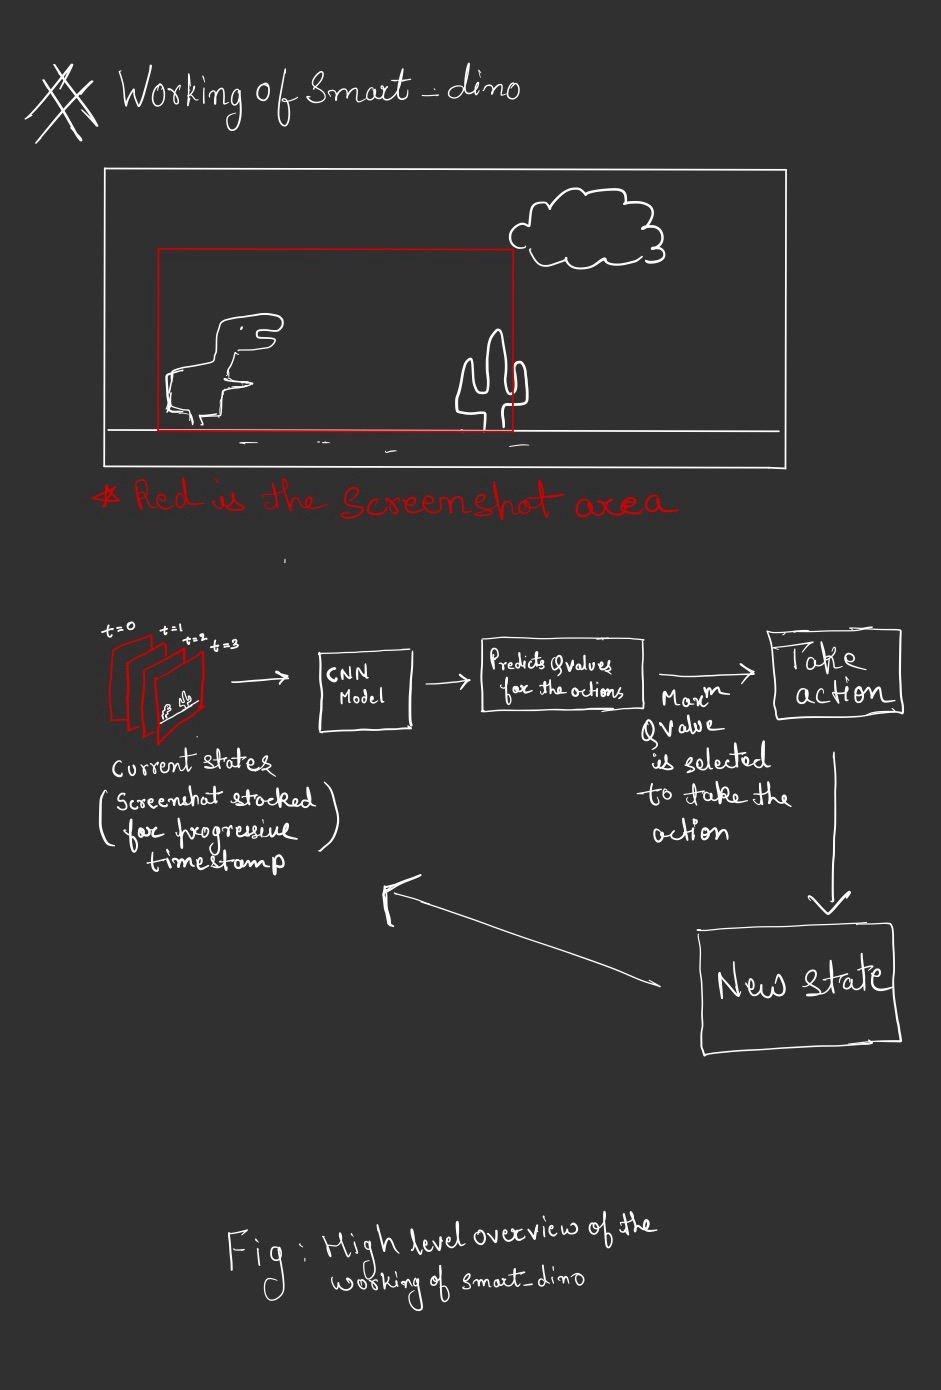 Working of Smart_dino
* Red is the Screenshot area
t=0
t=1
t=2
t=3
CNN
Model
Predicts Qvalues
for the actions
Maxm
Qvalue
is selected
to take the
action
Take
action
Current states
(Screenshot stacked
for progressive
timestamp)
New state
Fig: High level overview of the
working of smart_dino